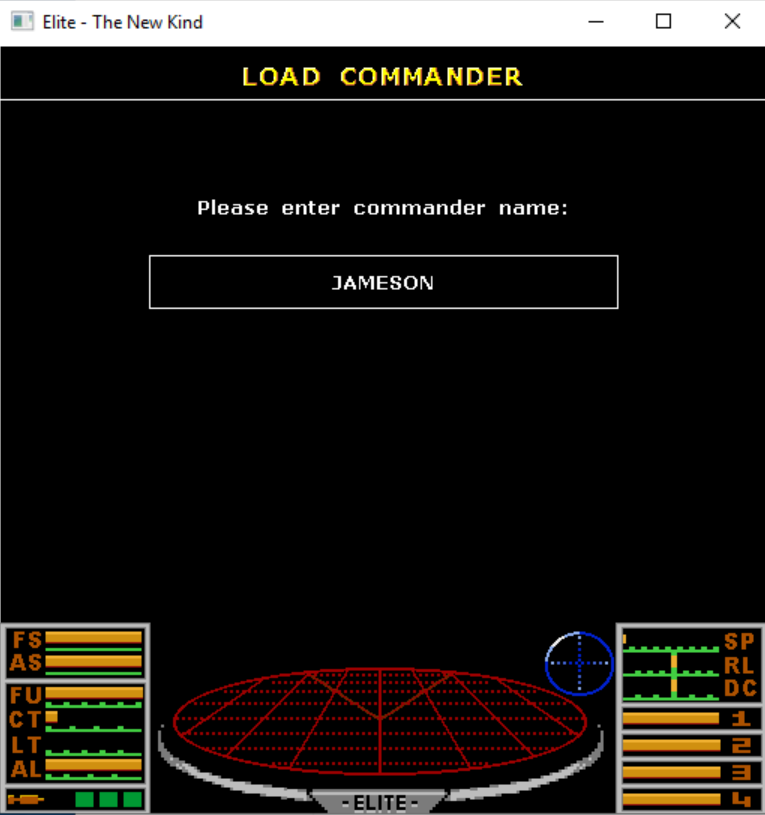 Elite - The New Kind
LOAD COMMANDER
Please enter commander name:
JAMESON
FS
AS
FU
CT
LT
AL
-ELITE-
SP
RL
DC
1
2
3
4